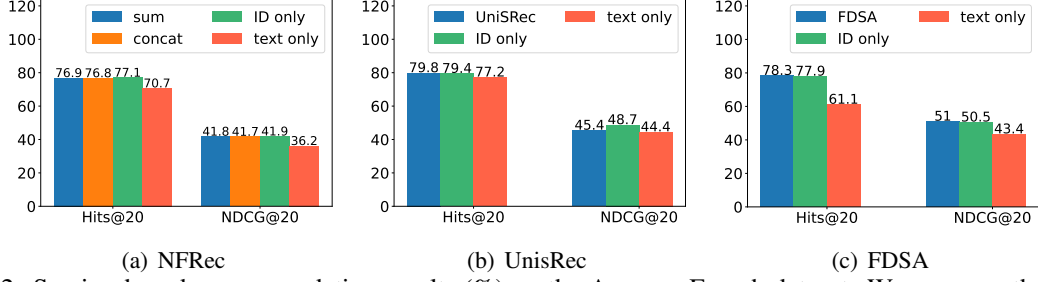 120
100
80
60
40
20
0
sum
concat
ID only
text only
76.9 76.8 77.1
70.7
41.8 41.7 41.9
36.2
Hits@20
NDCG@20
(a) NFRec
120
100
80
60
40
20
0
UniSRec
ID only
text only
79.8 79.4 77.2
45.4 48.7 44.4
Hits@20
NDCG@20
(b) UnisRec
120
100
80
60
40
20
0
FDSA
ID only
text only
78.3 77.9
61.1
51 50.5
43.4
Hits@20
NDCG@20
(c) FDSA